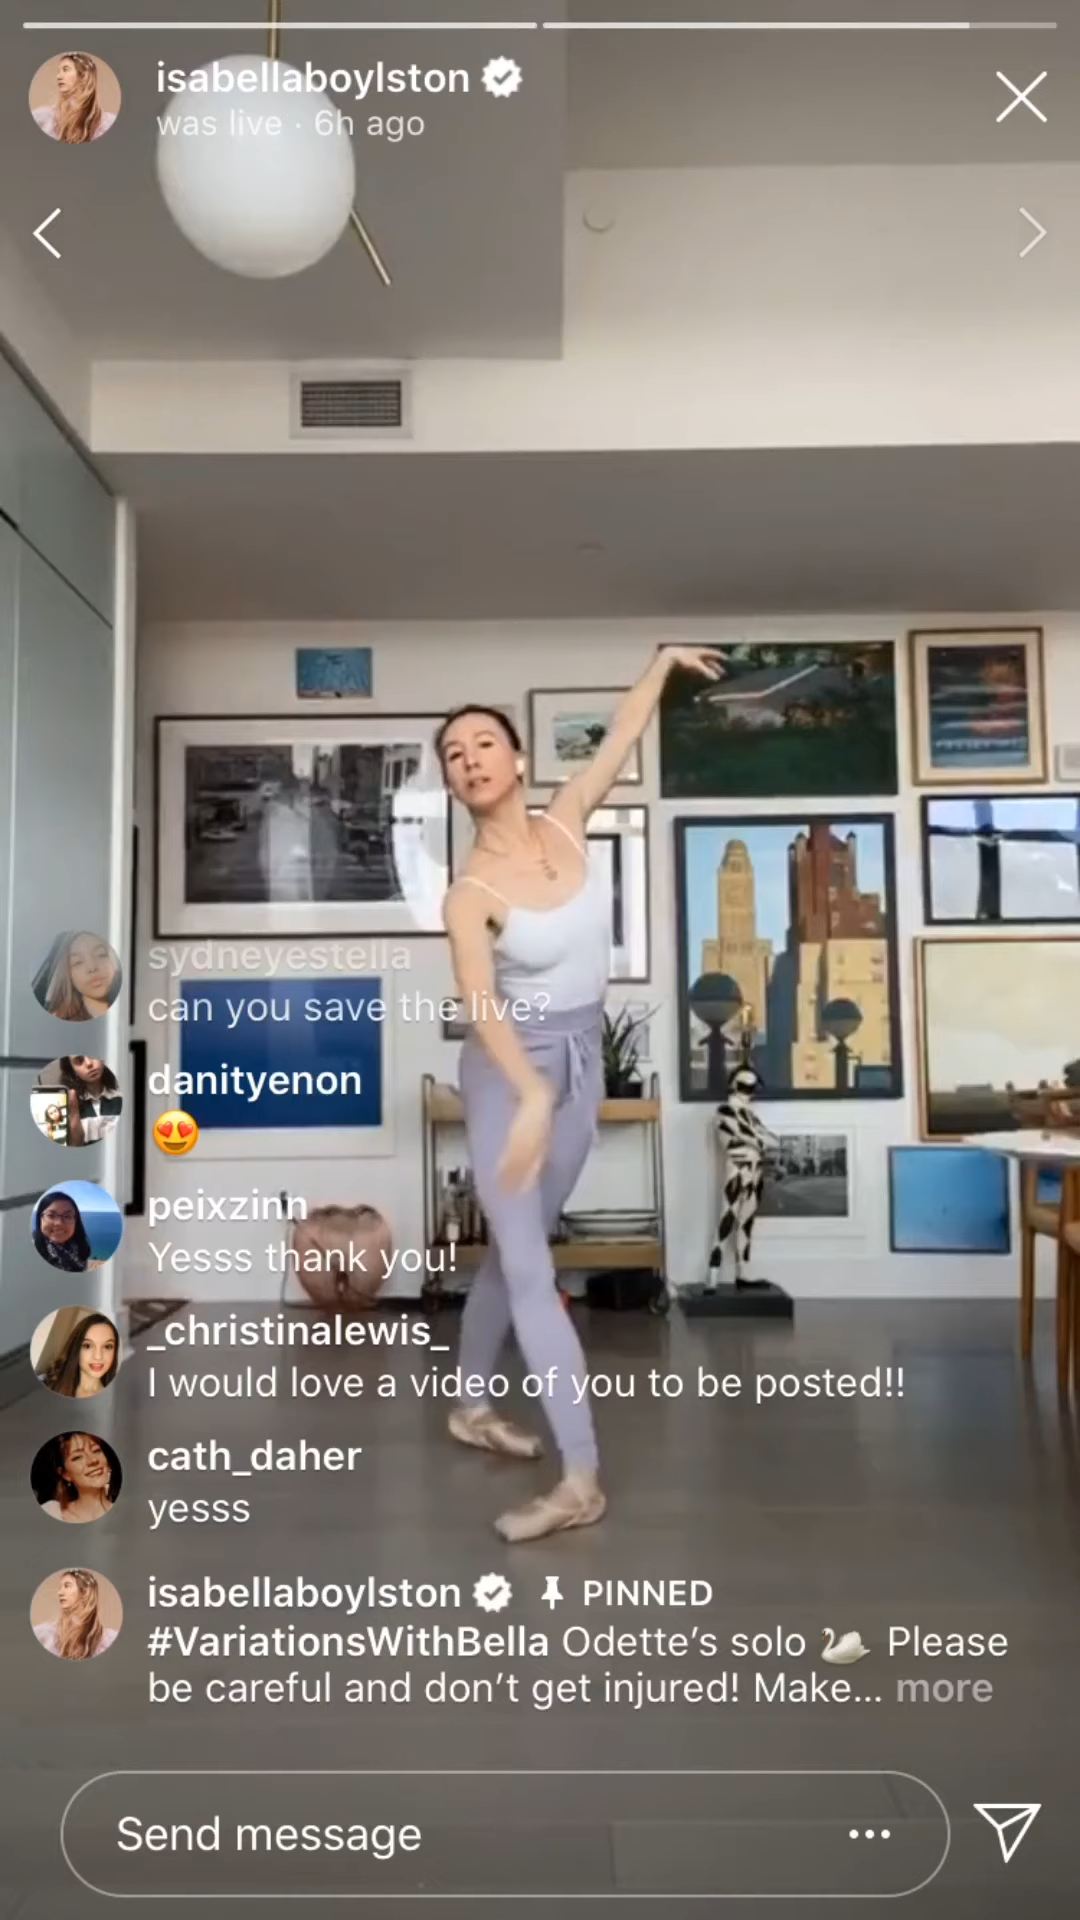 isabellaboylston
was live · 6h ago
sydneyestella
can you save the live?
danityenon
😍
peixzinn
Yesss thank you!
_christinalewis_
I would love a video of you to be posted!!
cath_daher
yesss
isabellaboylston PINNED
#VariationsWithBella Odette’s solo 🦢 Please
be careful and don’t get injured! Make... more
Send message